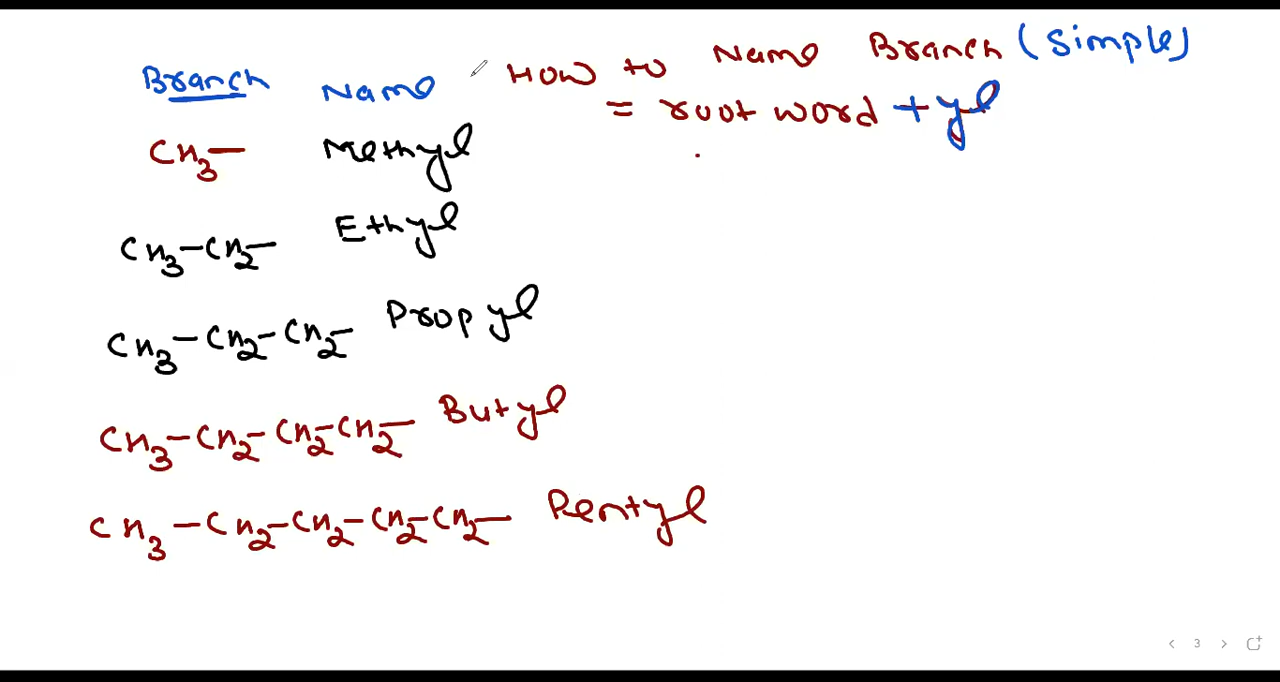 How to Name Branch (Simple)
= root word + yl
Branch Name
CH3— Methyl
CH3—CH2— Ethyl
CH3—CH2—CH2— Propyl
CH3—CH2—CH2—CH2— Butyl
CH3—CH2—CH2—CH2—CH2— Pentyl
3